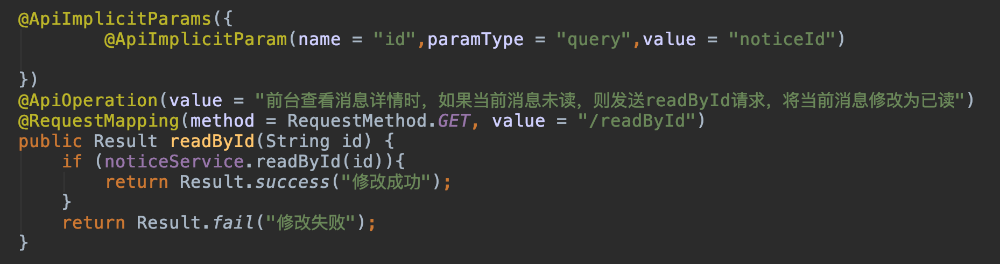 @ApiImplicitParams({
        @ApiImplicitParam(name = "id",paramType = "query",value = "noticeId")
})
@ApiOperation(value = "前台查看消息详情时，如果当前消息未读，则发送readById请求，将当前消息修改为已读")
@RequestMapping(method = RequestMethod.GET, value = "/readById")
public Result readById(String id) {
    if (noticeService.readById(id)){
        return Result.success("修改成功");
    }
    return Result.fail("修改失败");
}